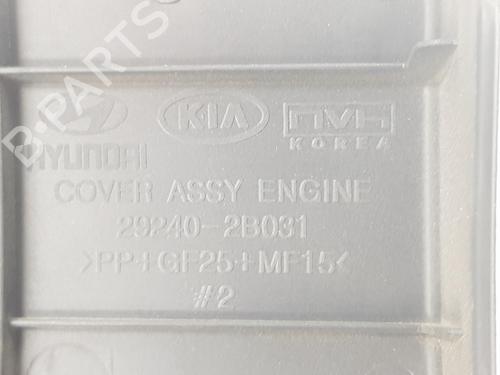 B-PARTS
HYUNDAI KIA NVH
KOREA
COVER ASSY ENGINE
29240-2B031
>PP+GF25+MF15<
#2